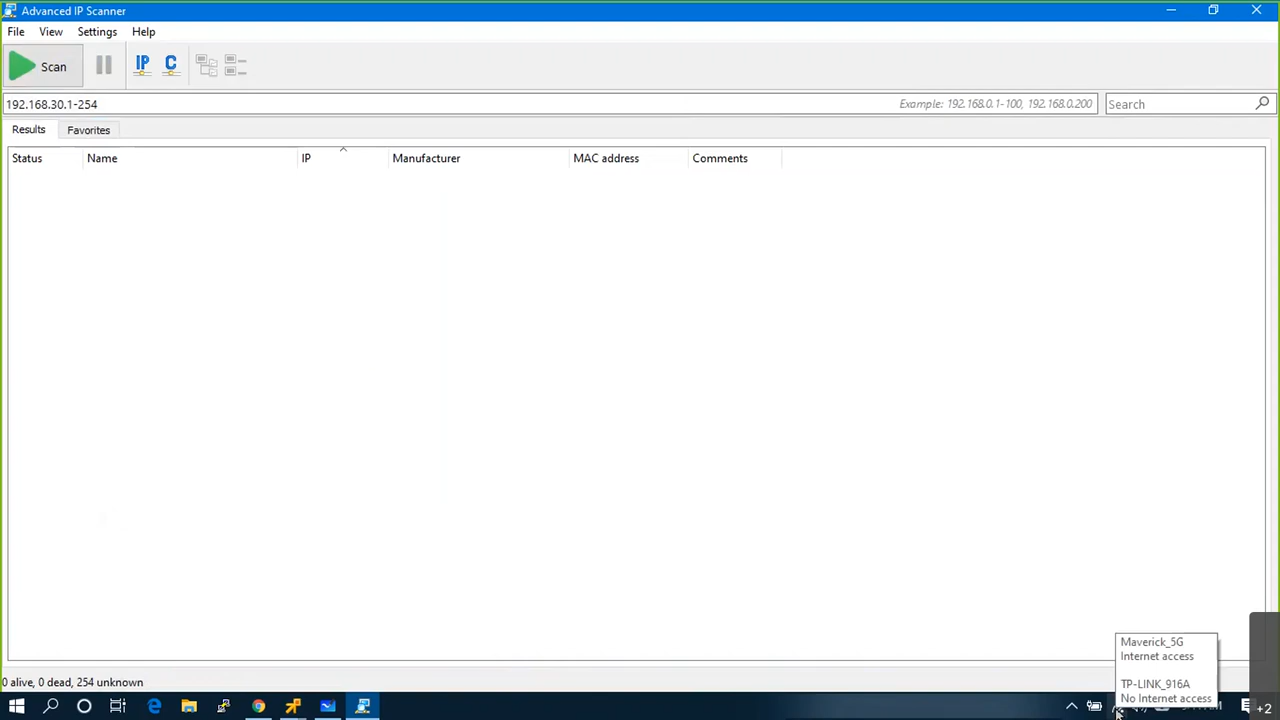 Advanced IP Scanner
File View Settings Help
Scan IP C
192.168.30.1-254 Example: 192.168.0.1-100, 192.168.0.200 Search
Results Favorites
Status Name IP Manufacturer MAC address Comments
Maverick_5G
Internet access
TP-LINK_916A
No Internet access
0 alive, 0 dead, 254 unknown
+2